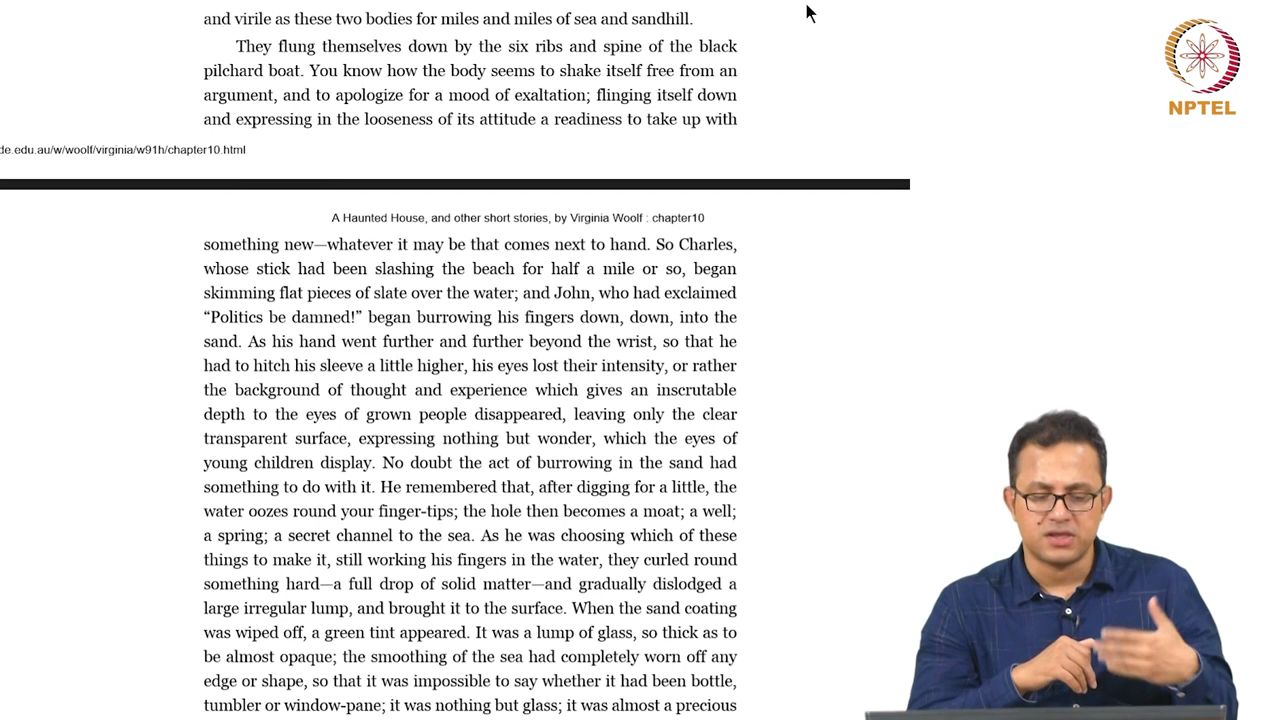 and virile as these two bodies for miles and miles of sea and sandhill.
They flung themselves down by the six ribs and spine of the black
pilchard boat. You know how the body seems to shake itself free from an
argument, and to apologize for a mood of exaltation; flinging itself down
and expressing in the looseness of its attitude a readiness to take up with
de.edu.au/w/woolf/virginia/w91h/chapter10.html
A Haunted House, and other short stories, by Virginia Woolf : chapter10
something new—whatever it may be that comes next to hand. So Charles,
whose stick had been slashing the beach for half a mile or so, began
skimming flat pieces of slate over the water; and John, who had exclaimed
“Politics be damned!” began burrowing his fingers down, down, into the
sand. As his hand went further and further beyond the wrist, so that he
had to hitch his sleeve a little higher, his eyes lost their intensity, or rather
the background of thought and experience which gives an inscrutable
depth to the eyes of grown people disappeared, leaving only the clear
transparent surface, expressing nothing but wonder, which the eyes of
young children display. No doubt the act of burrowing in the sand had
something to do with it. He remembered that, after digging for a little, the
water oozes round your finger-tips; the hole then becomes a moat; a well;
a spring; a secret channel to the sea. As he was choosing which of these
things to make it, still working his fingers in the water, they curled round
something hard—a full drop of solid matter—and gradually dislodged a
large irregular lump, and brought it to the surface. When the sand coating
was wiped off, a green tint appeared. It was a lump of glass, so thick as to
be almost opaque; the smoothing of the sea had completely worn off any
edge or shape, so that it was impossible to say whether it had been bottle,
tumbler or window-pane; it was nothing but glass; it was almost a precious
NPTEL